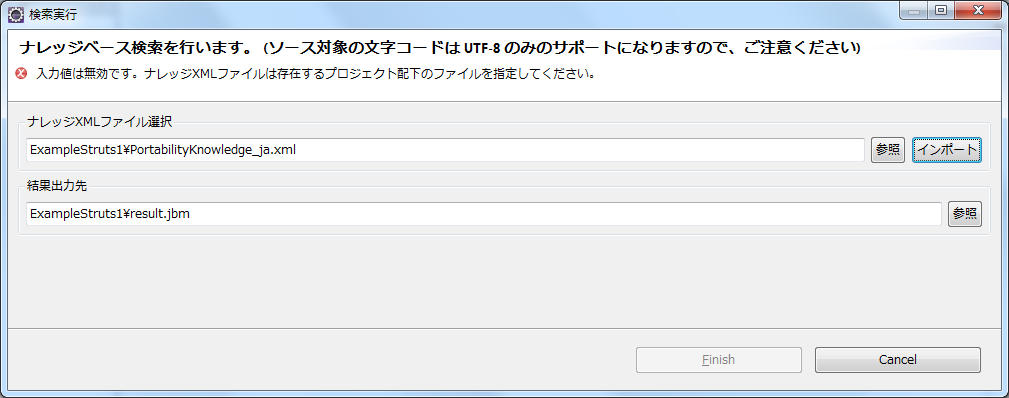 検索実行
ナレッジベース検索を行います。 (ソース対象の文字コードは UTF-8 のみのサポートになりますので、ご注意ください)
入力値は無効です。ナレッジXMLファイルは存在するプロジェクト配下のファイルを指定してください。
ナレッジXMLファイル選択
ExampleStruts1¥PortabilityKnowledge_ja.xml 参照 インポート
結果出力先
ExampleStruts1¥result.jbm 参照
Finish Cancel